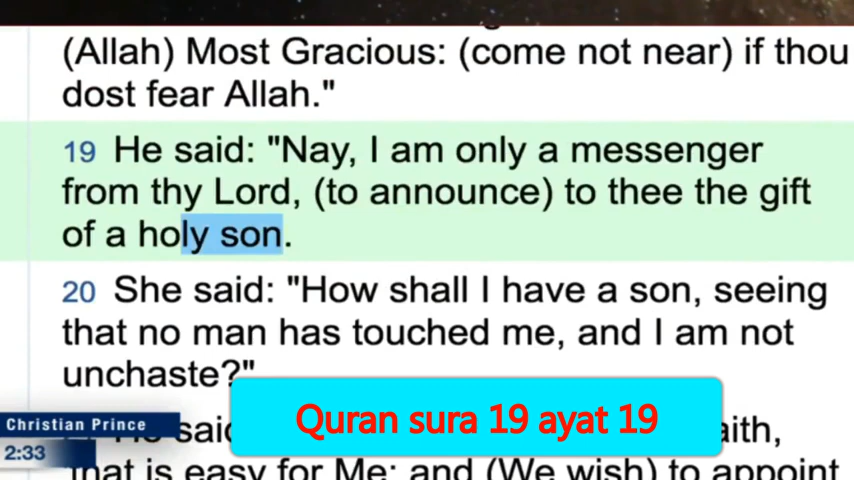 (Allah) Most Gracious: (come not near) if thou
dost fear Allah."
19 He said: "Nay, I am only a messenger
from thy Lord, (to announce) to thee the gift
of a holy son.
20 She said: "How shall I have a son, seeing
that no man has touched me, and I am not
unchaste?"
Quran sura 19 ayat 19
Christian Prince
said
2:33
that is easy for Me: and (We wish) to appoint